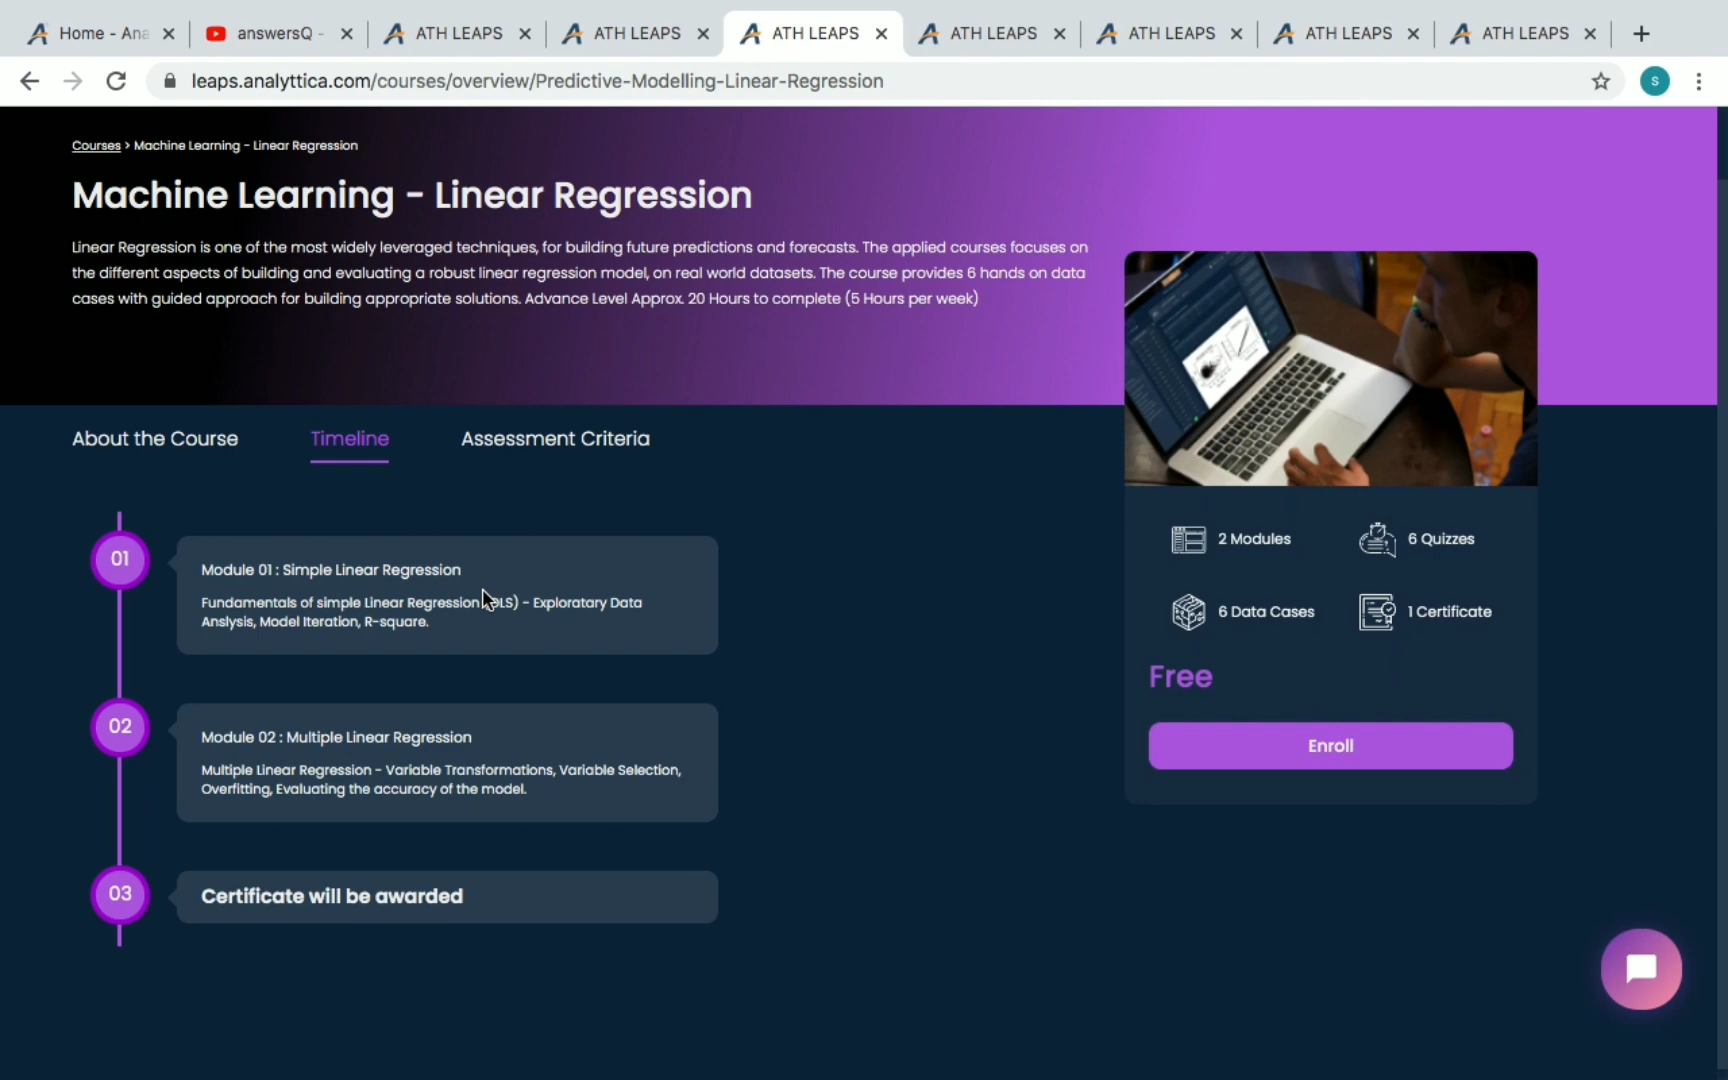 Home - Ana
answersQ -
ATH LEAPS
ATH LEAPS
ATH LEAPS
ATH LEAPS
ATH LEAPS
ATH LEAPS
ATH LEAPS
leaps.analyttica.com/courses/overview/Predictive-Modelling-Linear-Regression
S
Courses > Machine Learning - Linear Regression
Machine Learning - Linear Regression
Linear Regression is one of the most widely leveraged techniques, for building future predictions and forecasts. The applied courses focuses on
the different aspects of building and evaluating a robust linear regression model, on real world datasets. The course provides 6 hands on data
cases with guided approach for building appropriate solutions. Advance Level Approx. 20 Hours to complete (5 Hours per week)
About the Course
Timeline
Assessment Criteria
01
Module 01 : Simple Linear Regression
Fundamentals of simple Linear Regression LS) - Exploratary Data
Anslysis, Model Iteration, R-square.
02
Module 02 : Multiple Linear Regression
Multiple Linear Regression - Variable Transformations, Variable Selection,
Overfitting, Evaluating the accuracy of the model.
03
Certificate will be awarded
2 Modules
6 Quizzes
6 Data Cases
1 Certificate
Free
Enroll